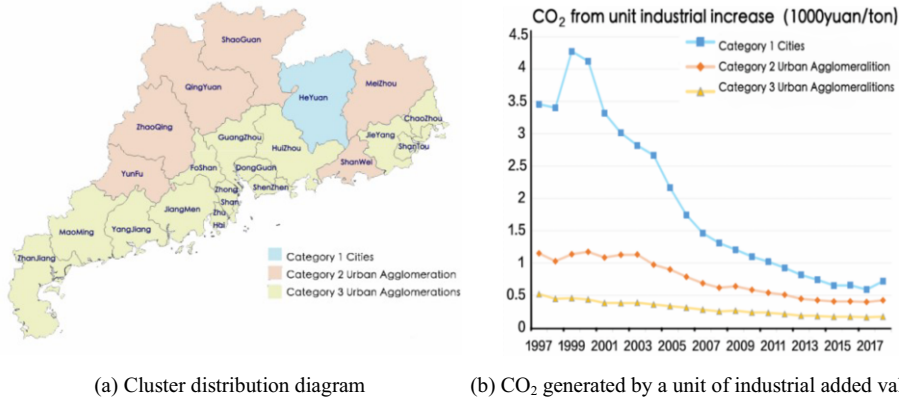 ShaoGuan
QingYuan
HeYuan
MeiZhou
ZhaoQing
ChaoZhou
JieYang
ShanTou
GuangZhou
HuiZhou
ShanWei
YunFu
FoShan
DongGuan
ShenZhen
Zhong
Shan
Zhu
Hai
JiangMen
MaoMing
YangJiang
ZhanJiang
Category 1 Cities
Category 2 Urban Agglomeration
Category 3 Urban Agglomerations
(a) Cluster distribution diagram
CO₂ from unit industrial increase (1000yuan/ton)
4.5
4
3.5
3
2.5
2
1.5
1
0.5
0
Category 1 Cities
Category 2 Urban Agglomeralition
Category 3 Urban Agglomeralitions
1997 1999 2001 2003 2005 2007 2009 2011 2013 2015 2017
(b) CO₂ generated by a unit of industrial added val